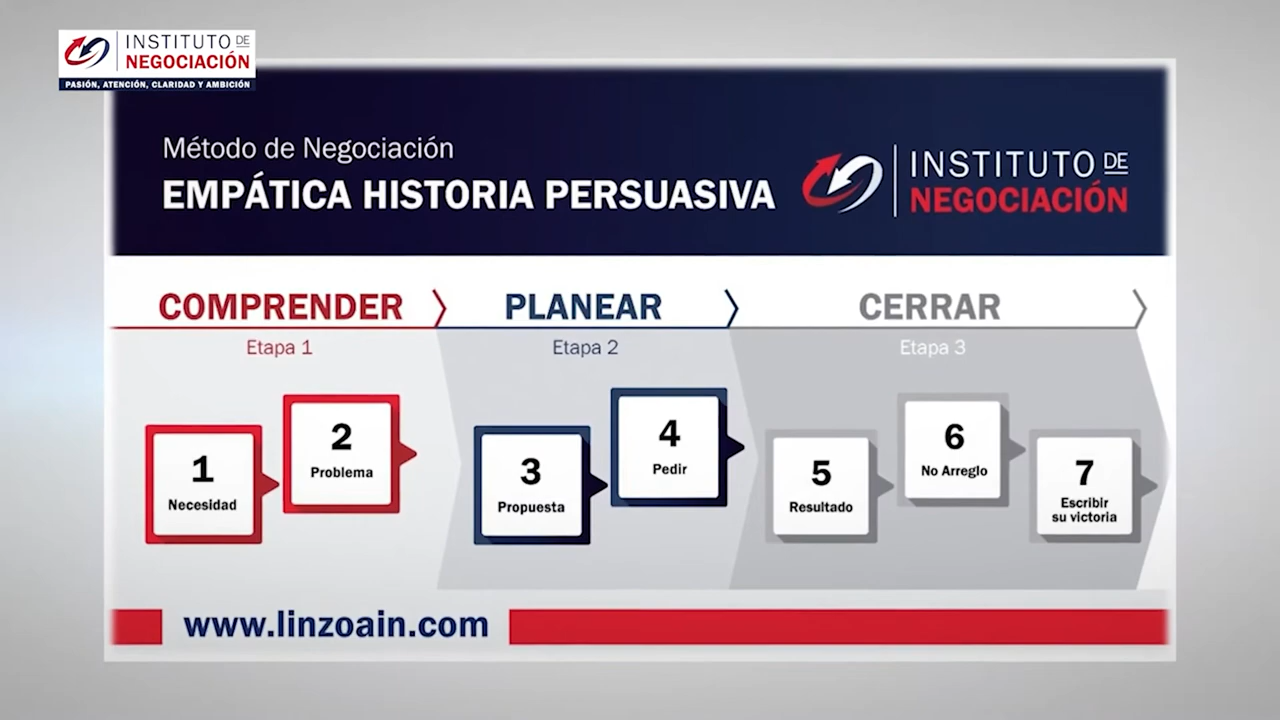 INSTITUTO DE
NEGOCIACIÓN
PASIÓN, ATENCIÓN, CLARIDAD Y AMBICIÓN
Método de Negociación
EMPÁTICA HISTORIA PERSUASIVA
INSTITUTO DE
NEGOCIACIÓN
COMPRENDER
PLANEAR
CERRAR
Etapa 1
Etapa 2
Etapa 3
1
Necesidad
2
Problema
3
Propuesta
4
Pedir
5
Resultado
6
No Arreglo
7
Escribir
su victoria
www.linzoain.com